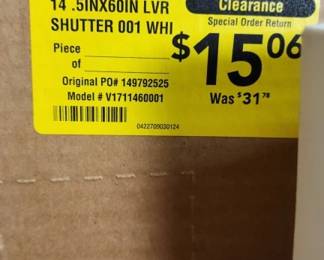 14 .5INX60IN LVR
SHUTTER 001 WHI
Piece
of
Original PO# 149792525
Model # V1711460001
0422709030124
Clearance
Special Order Return
$15.06
Was $31.78